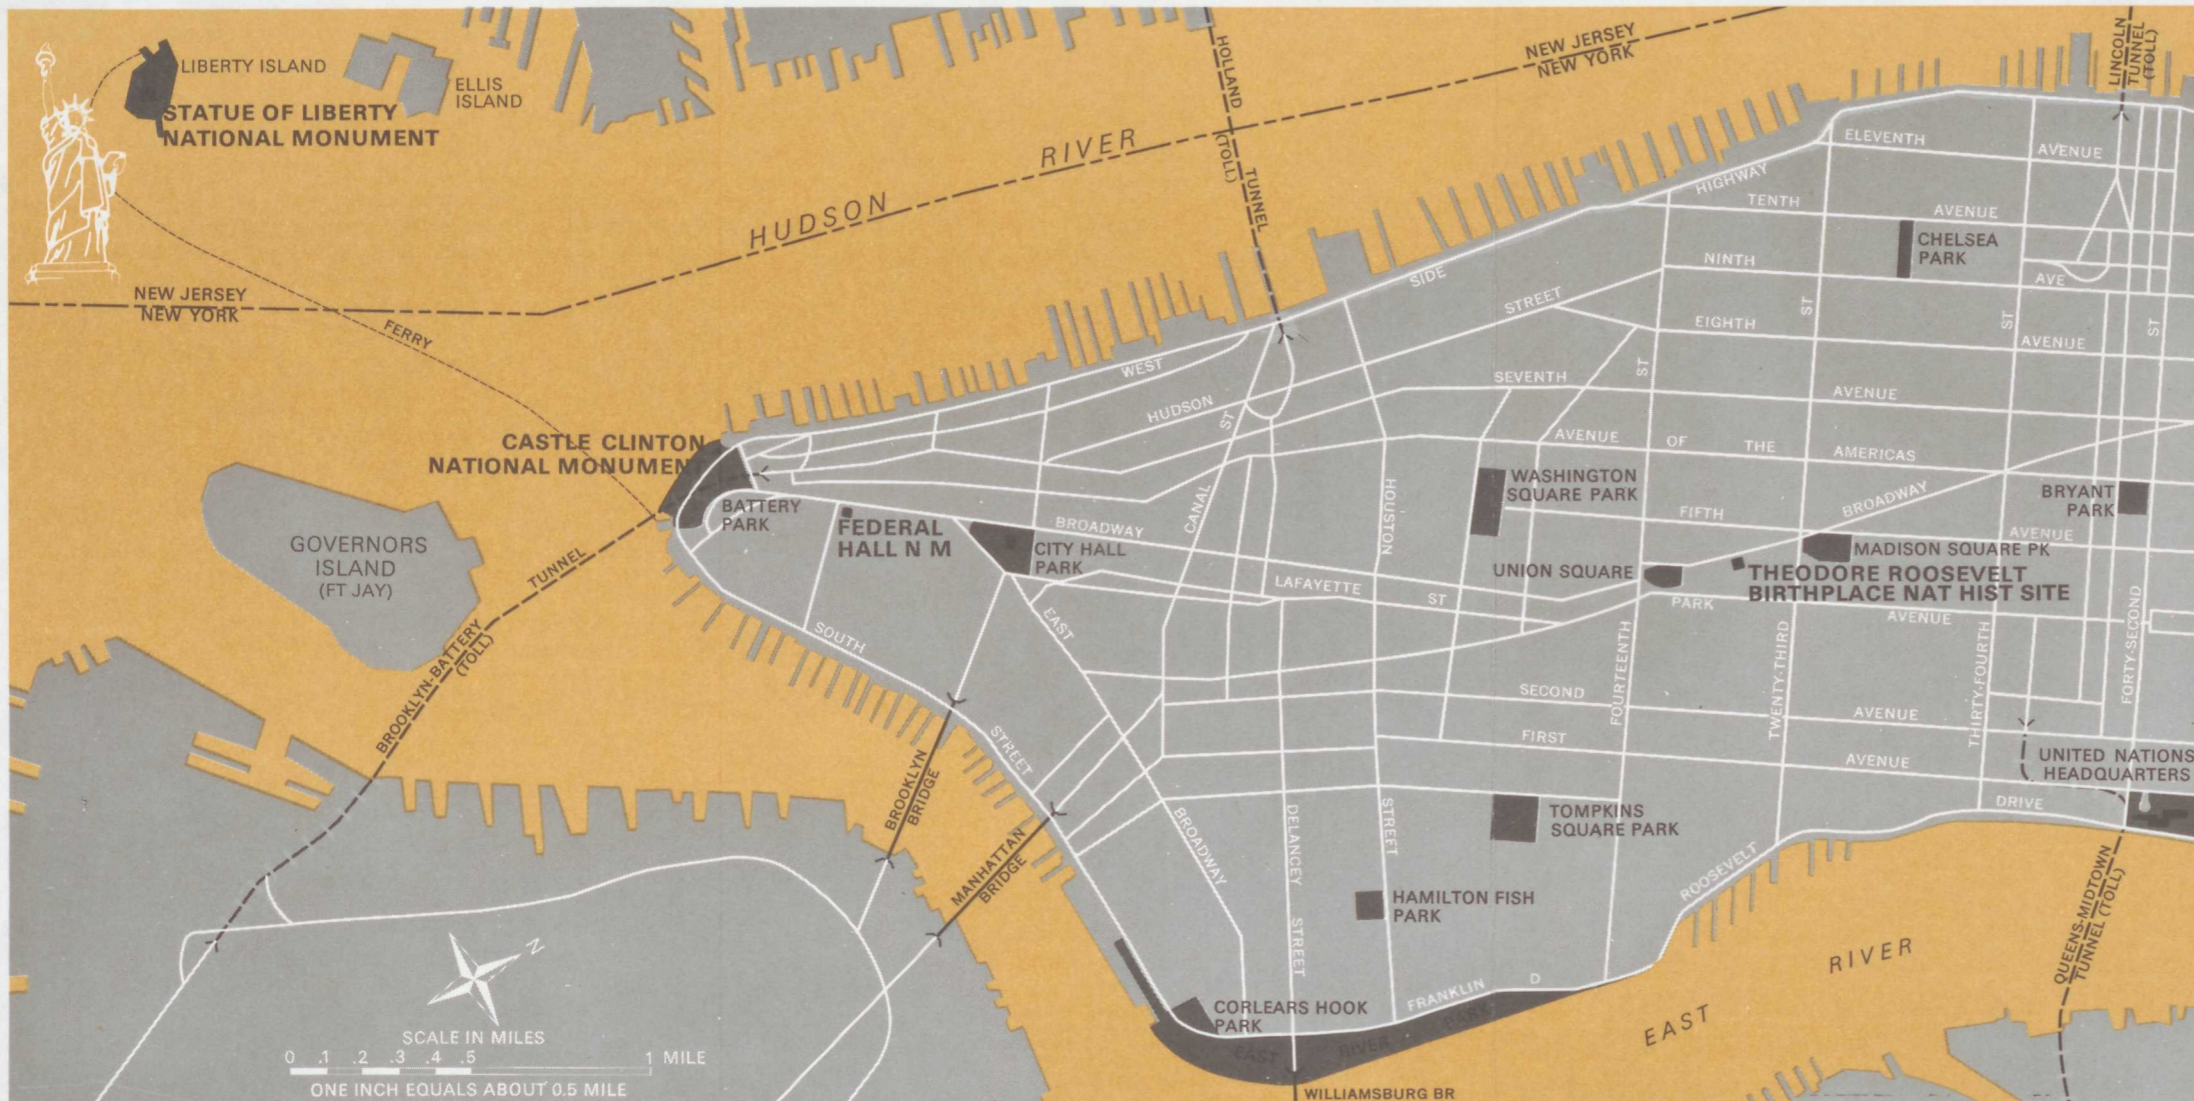 LIBERTY ISLAND
STATUE OF LIBERTY
NATIONAL MONUMENT
ELLIS
ISLAND
HOLLAND
(TOLL)
TUNNEL
NEW JERSEY
NEW YORK
LINCOLN
TUNNEL
(TOLL)
HUDSON RIVER
NEW JERSEY
NEW YORK
FERRY
ELEVENTH AVENUE
HIGHWAY
TENTH AVENUE
CHELSEA
PARK
NINTH AVE
SIDE
STREET
EIGHTH AVENUE
ST
ST
ST
ST
WEST
HUDSON
ST
SEVENTH AVENUE
AVENUE OF THE AMERICAS
CASTLE CLINTON
NATIONAL MONUMENT
BATTERY
PARK
FEDERAL
HALL N M
BROADWAY
CITY HALL
PARK
CANAL
HOUSTON
WASHINGTON
SQUARE PARK
BROADWAY
FIFTH AVENUE
BRYANT
PARK
MADISON SQUARE PK
UNION SQUARE
THEODORE ROOSEVELT
BIRTHPLACE NAT HIST SITE
GOVERNORS
ISLAND
(FT JAY)
TUNNEL
BROOKLYN-BATTERY
(TOLL)
LAFAYETTE ST
PARK AVENUE
EAST
SOUTH
STREET
FOURTEENTH
TWENTY-THIRD
THIRTY-FOURTH
FORTY-SECOND
SECOND AVENUE
FIRST AVENUE
UNITED NATIONS
HEADQUARTERS
DRIVE
BROOKLYN
BRIDGE
MANHATTAN
BRIDGE
BROADWAY
DELANCEY
STREET
STREET
TOMPKINS
SQUARE PARK
HAMILTON FISH
PARK
ROOSEVELT
QUEENS-MIDTOWN
TUNNEL (TOLL)
CORLEARS HOOK
PARK
FRANKLIN D
EAST RIVER PARK
EAST RIVER
WILLIAMSBURG BR
N
SCALE IN MILES
0 .1 .2 .3 .4 .5 1 MILE
ONE INCH EQUALS ABOUT 0.5 MILE